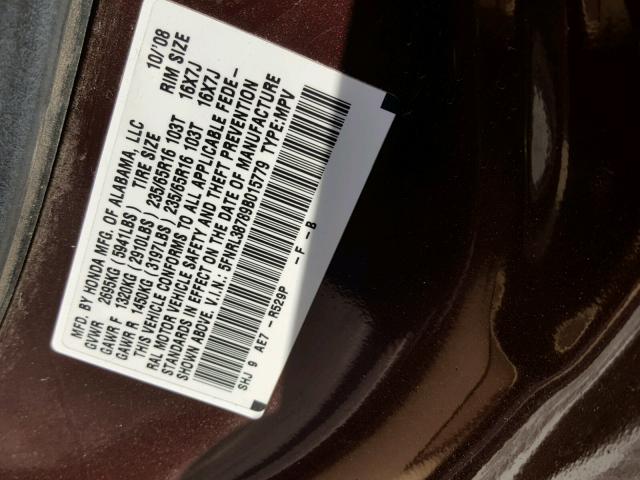 MFD. BY HONDA MFG. OF ALABAMA, LLC 10/'08
GVWR 2695KG (5941LBS) TIRE SIZE RIM SIZE
GAWR F 1320KG (2910LBS) 235/65R16 103T 16X7J
GAWR R 1450KG (3197LBS) 235/65R16 103T 16X7J
THIS VEHICLE CONFORMS TO ALL APPLICABLE FEDE-
RAL MOTOR VEHICLE SAFETY AND THEFT PREVENTION
STANDARDS IN EFFECT ON THE DATE OF MANUFACTURE
SHOWN ABOVE. V.I.N.: 5FNRL38789B015779 TYPE:MPV
SHJ 9 AE7 - R529P - F - B